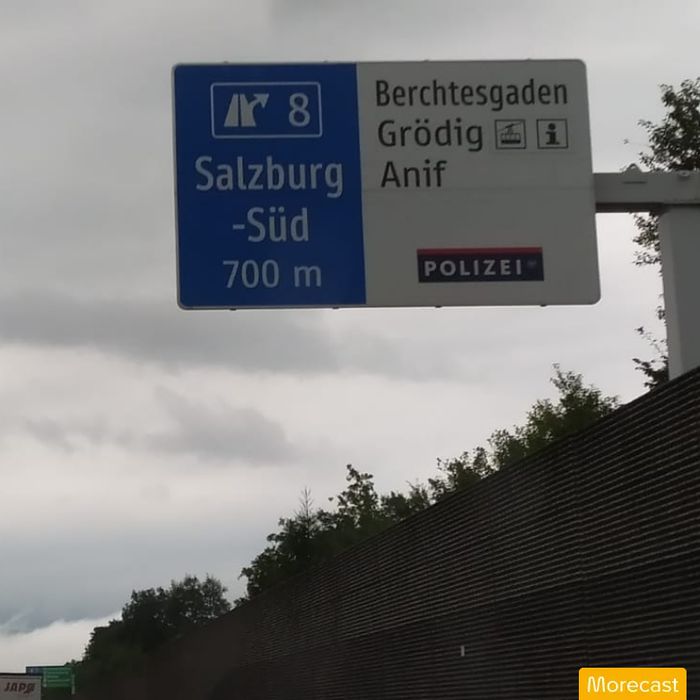 8
Salzburg
-Süd
700 m
Berchtesgaden
Grödig
Anif
POLIZEI
Morecast